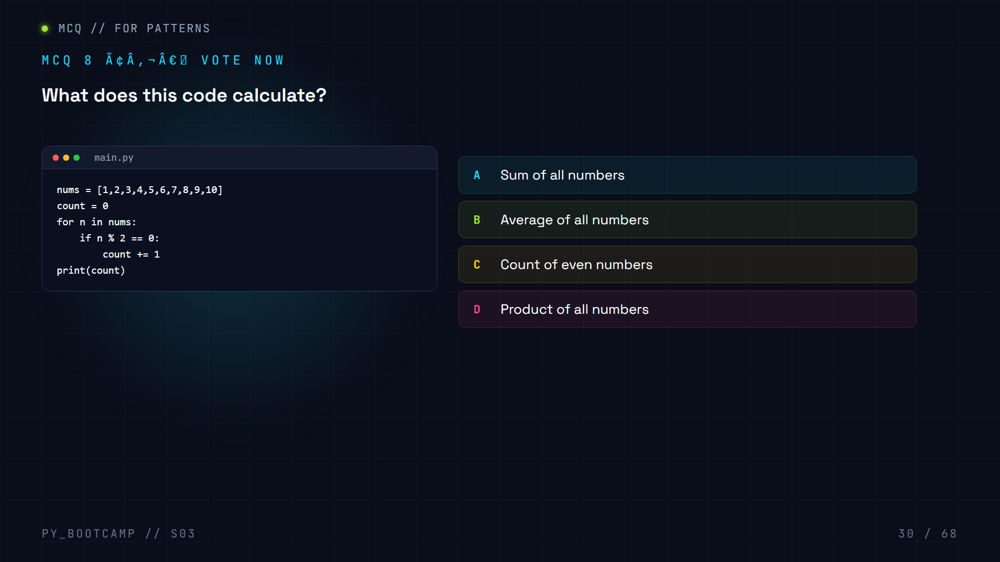 MCQ // FOR PATTERNS
MCQ 8 Ã¢Â‚¬Â€ VOTE NOW
What does this code calculate?
main.py
nums = [1,2,3,4,5,6,7,8,9,10]
count = 0
for n in nums:
    if n % 2 == 0:
        count += 1
print(count)
A Sum of all numbers
B Average of all numbers
C Count of even numbers
D Product of all numbers
PY_BOOTCAMP // S03
30 / 68